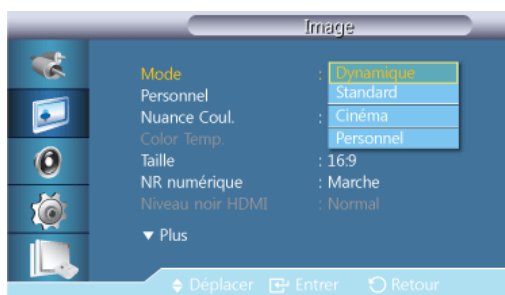 Image
Mode : Dynamique
Standard
Personnel
Nuance Coul. : Cinéma
Color Temp. Personnel
Taille : 16:9
NR numérique : Marche
Niveau noir HDMI : Normal
▼ Plus
Déplacer Entrer Retour